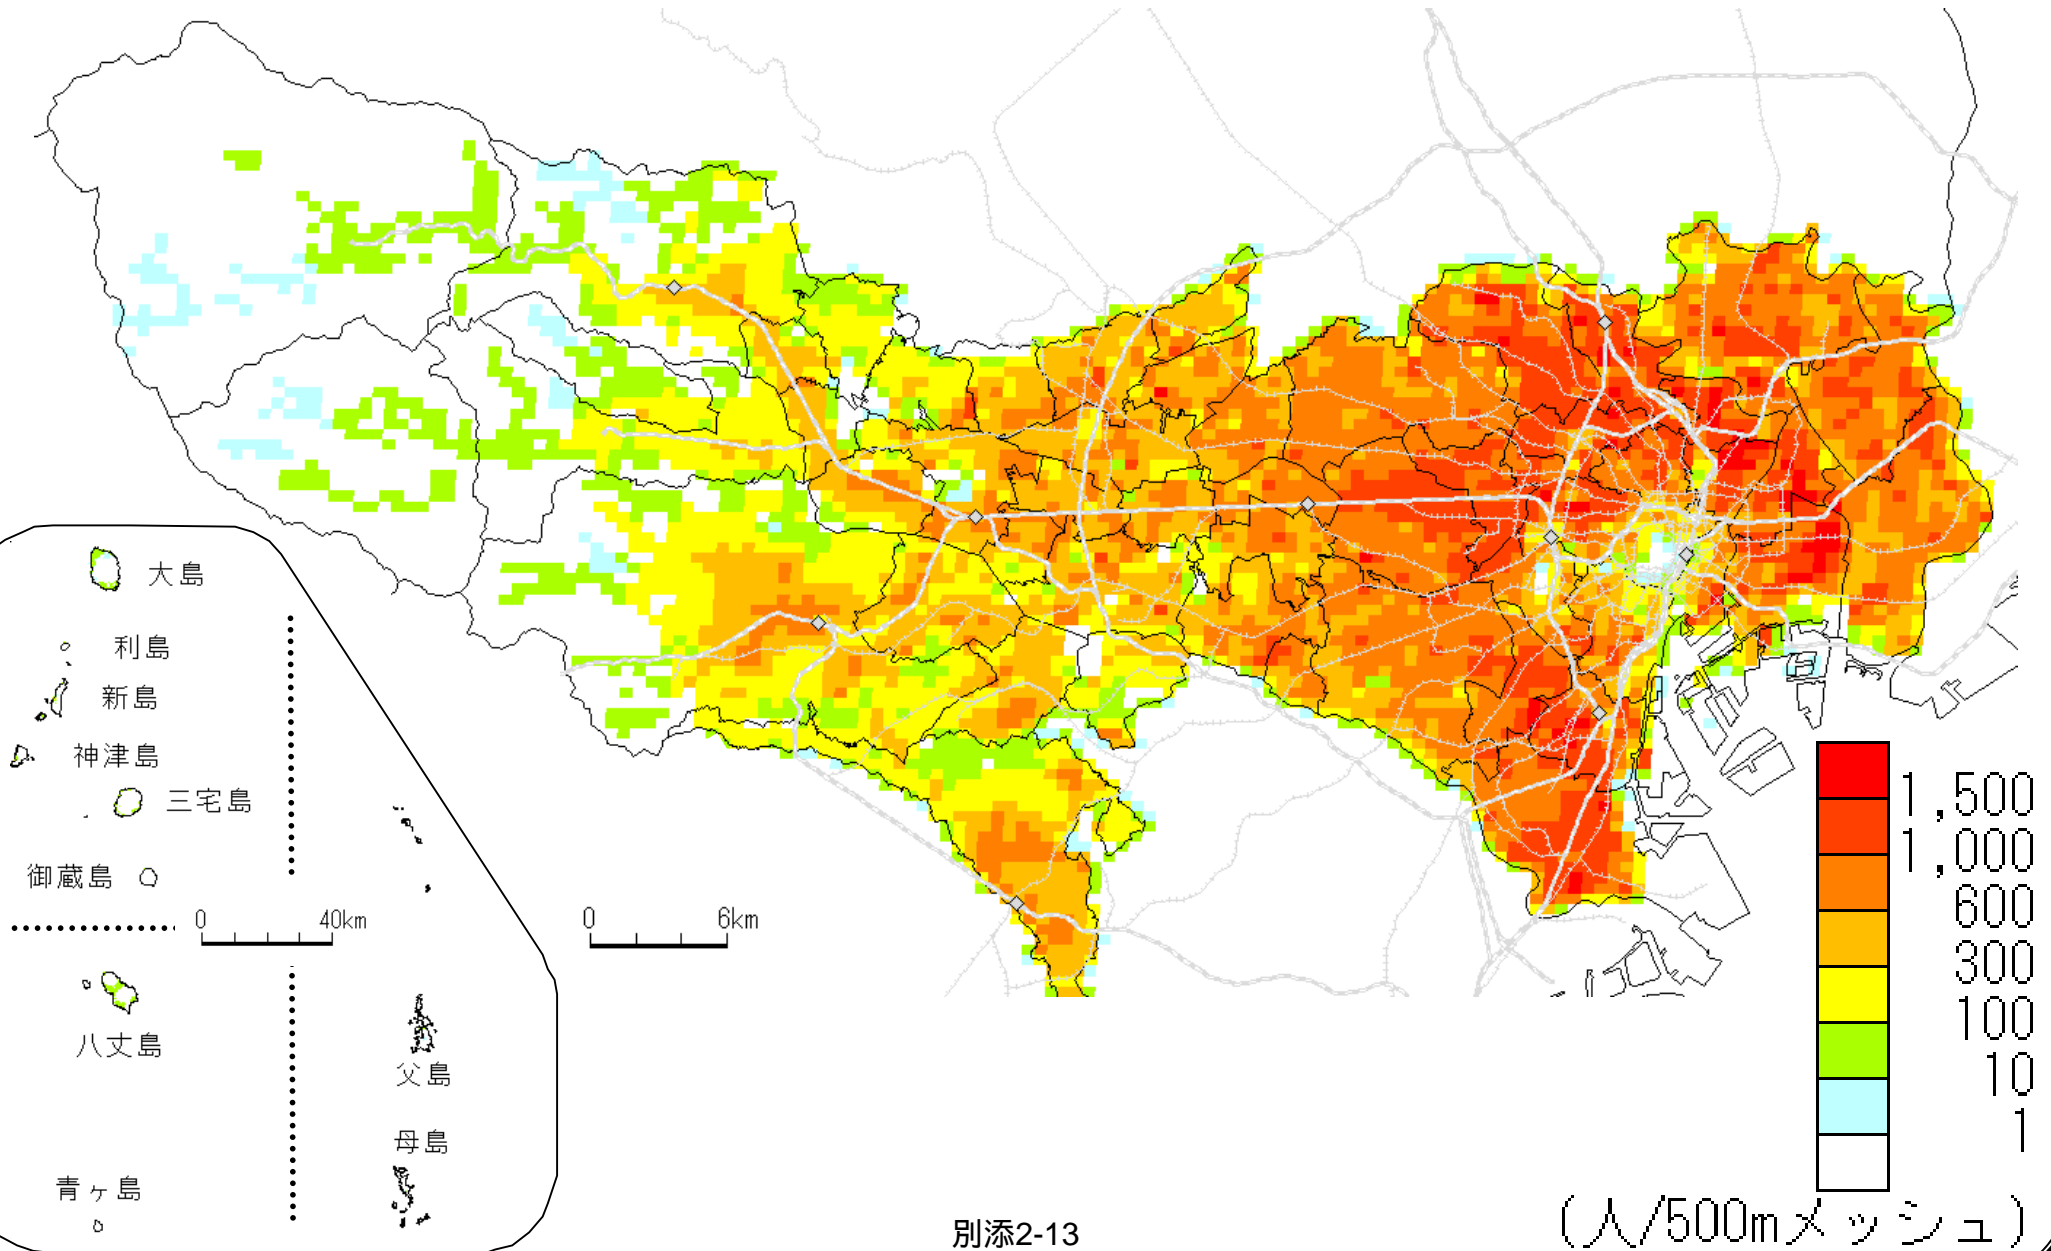 大島
利島
新島
神津島
三宅島
御蔵島
0 40km
0 6km
八丈島
父島
母島
青ヶ島
1,500
1,000
600
300
100
10
1
(人/500mメッシュ)
別添2-13